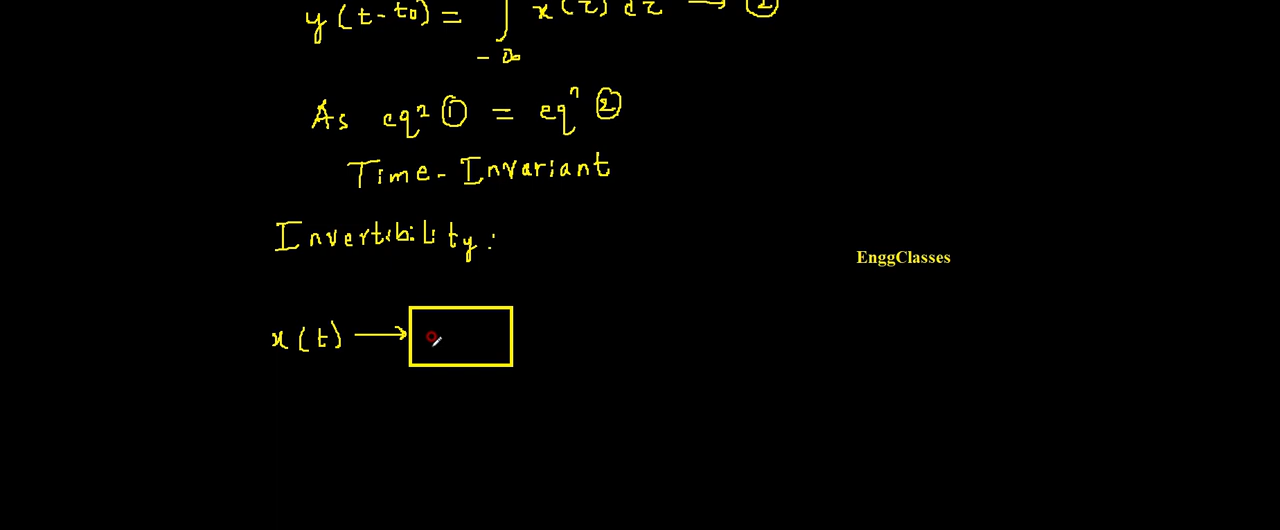 y(t-t0) = ∫ x(τ) dτ → ②
-∞
As eqn ① = eqn ②
Time-Invariant
Invertibility:
EnggClasses
x(t) →